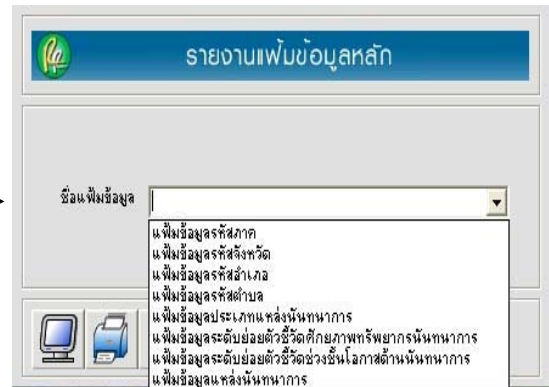 รายงานแฟ้มข้อมูลหลัก
ชื่อแฟ้มข้อมูล
แฟ้มข้อมูลรหัสภาค
แฟ้มข้อมูลรหัสจังหวัด
แฟ้มข้อมูลรหัสอำเภอ
แฟ้มข้อมูลรหัสตำบล
แฟ้มข้อมูลประเภทแหล่งนันทนาการ
แฟ้มข้อมูลระดับย่อยตัวชี้วัดศักยภาพทรัพยากรนันทนาการ
แฟ้มข้อมูลระดับย่อยตัวชี้วัดช่วงชั้นโอกาสด้านนันทนาการ
แฟ้มข้อมูลแหล่งนันทนาการ